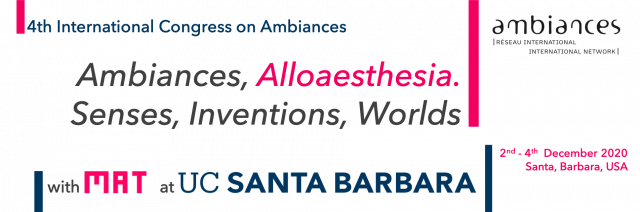 4th International Congress on Ambiances
ambiances
| RÉSEAU INTERNATIONAL
INTERNATIONAL NETWORK |
Ambiances, Alloaesthesia.
Senses, Inventions, Worlds
2nd - 4th December 2020
Santa, Barbara, USA
with MAT at UC SANTA BARBARA